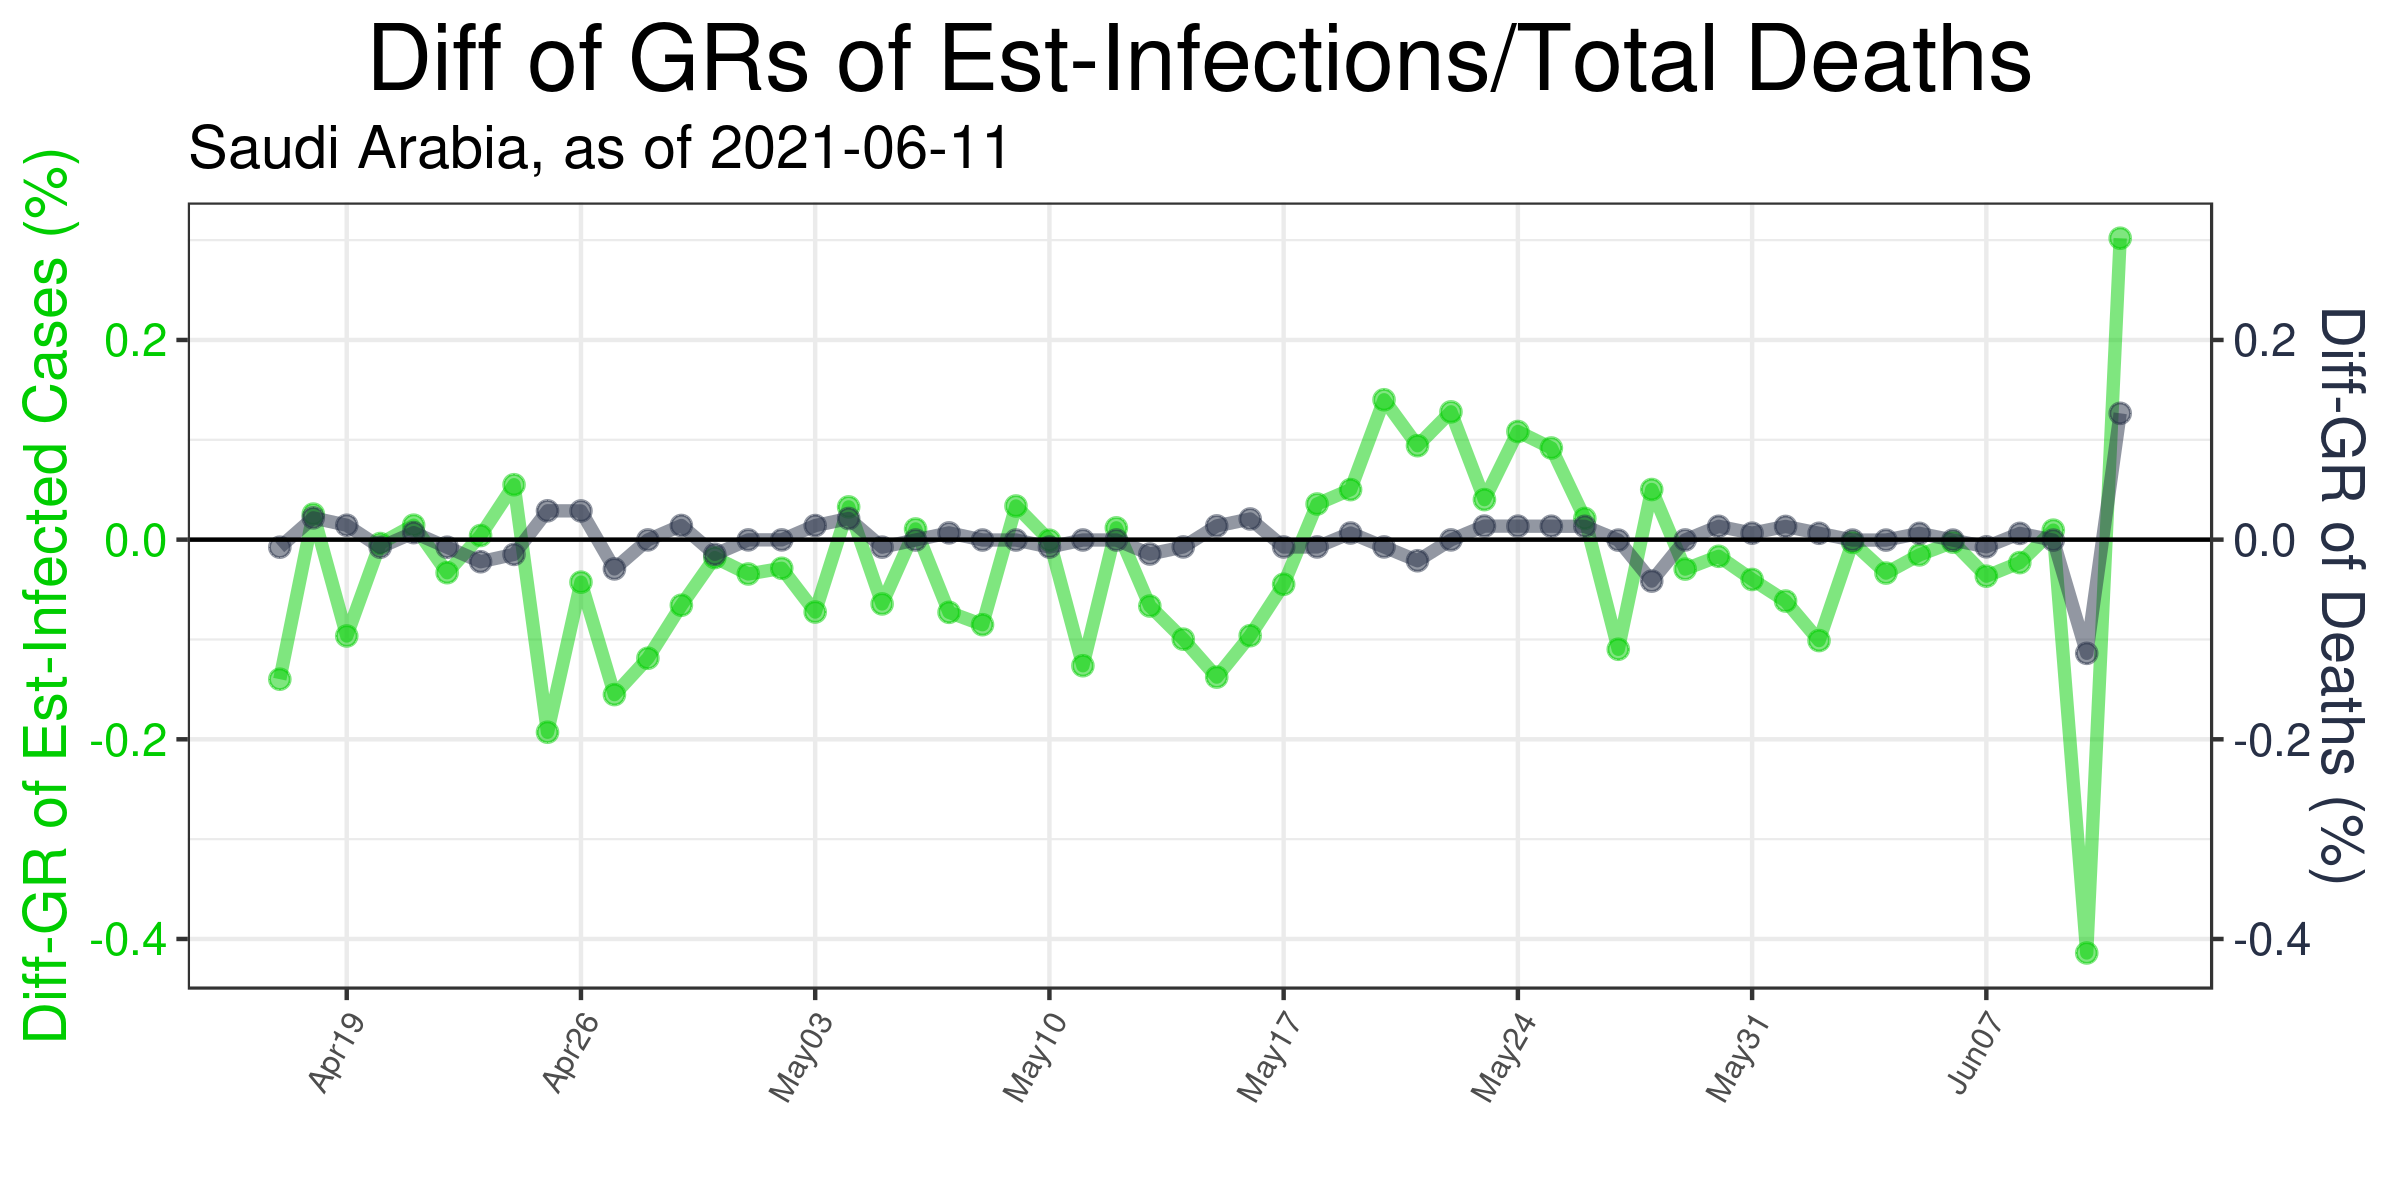 Diff of GRs of Est-Infections/Total Deaths
Saudi Arabia, as of 2021-06-11
Diff-GR of Est-Infected Cases (%)
0.2
0.0
-0.2
-0.4
0.2
0.0
-0.2
-0.4
Diff-GR of Deaths (%)
Apr19
Apr26
May03
May10
May17
May24
May31
Jun07